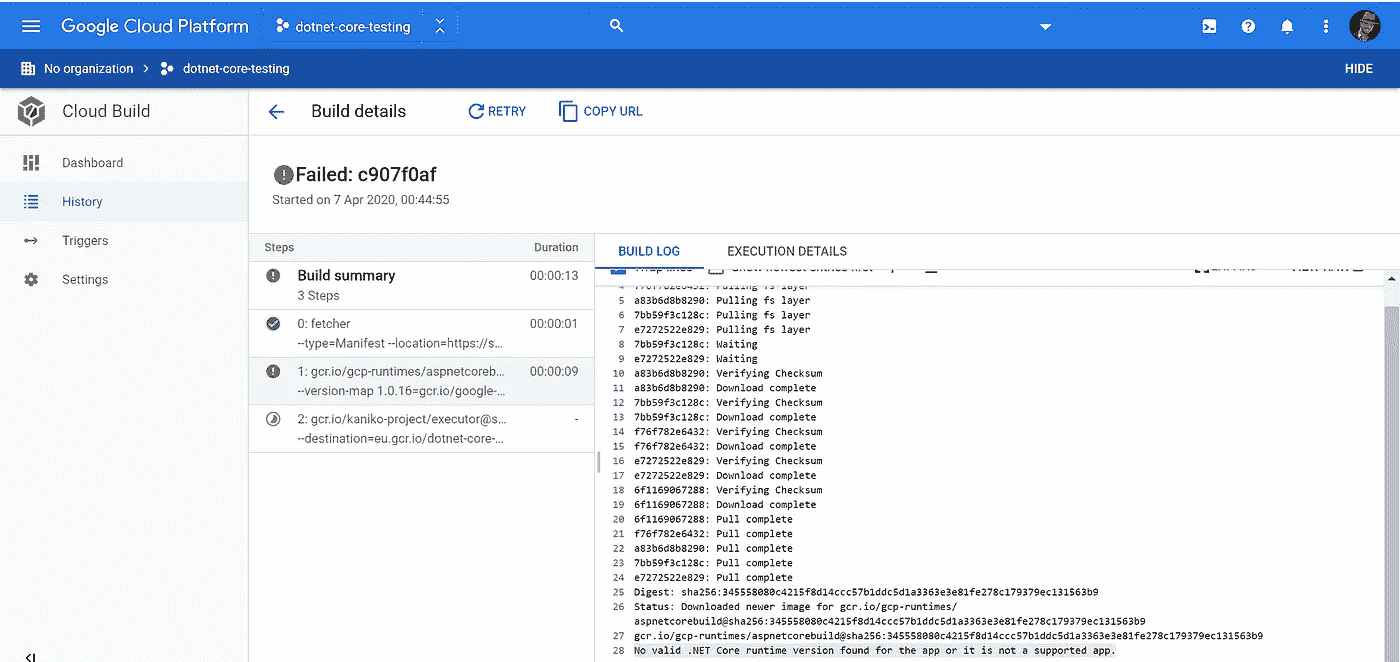 Google Cloud Platform
dotnet-core-testing
No organization
dotnet-core-testing
HIDE
Cloud Build
Build details
RETRY
COPY URL
Dashboard
History
Triggers
Settings
Failed: c907f0af
Started on 7 Apr 2020, 00:44:55
Steps Duration
Build summary 00:00:13
3 Steps
0: fetcher 00:00:01
--type=Manifest --location=https://s...
1: gcr.io/gcp-runtimes/aspnetcoreb... 00:00:09
--version-map 1.0.16=gcr.io/google-...
2: gcr.io/kaniko-project/executor@s... -
--destination=eu.gcr.io/dotnet-core-...
BUILD LOG EXECUTION DETAILS
4 f76f782e6432: Pulling fs layer
5 a83b6d8b8290: Pulling fs layer
6 7bb59f3c128c: Pulling fs layer
7 e7272522e829: Pulling fs layer
8 7bb59f3c128c: Waiting
9 e7272522e829: Waiting
10 a83b6d8b8290: Verifying Checksum
11 a83b6d8b8290: Download complete
12 7bb59f3c128c: Verifying Checksum
13 7bb59f3c128c: Download complete
14 f76f782e6432: Verifying Checksum
15 f76f782e6432: Download complete
16 e7272522e829: Verifying Checksum
17 e7272522e829: Download complete
18 6f1169067288: Verifying Checksum
19 6f1169067288: Download complete
20 6f1169067288: Pull complete
21 f76f782e6432: Pull complete
22 a83b6d8b8290: Pull complete
23 7bb59f3c128c: Pull complete
24 e7272522e829: Pull complete
25 Digest: sha256:345558080c4215f8d14ccc57b1ddc5d1a3363e3e81fe278c179379ec131563b9
26 Status: Downloaded newer image for gcr.io/gcp-runtimes/
aspnetcorebuild@sha256:345558080c4215f8d14ccc57b1ddc5d1a3363e3e81fe278c179379ec131563b9
27 gcr.io/gcp-runtimes/aspnetcorebuild@sha256:345558080c4215f8d14ccc57b1ddc5d1a3363e3e81fe278c179379ec131563b9
28 No valid .NET Core runtime version found for the app or it is not a supported app.